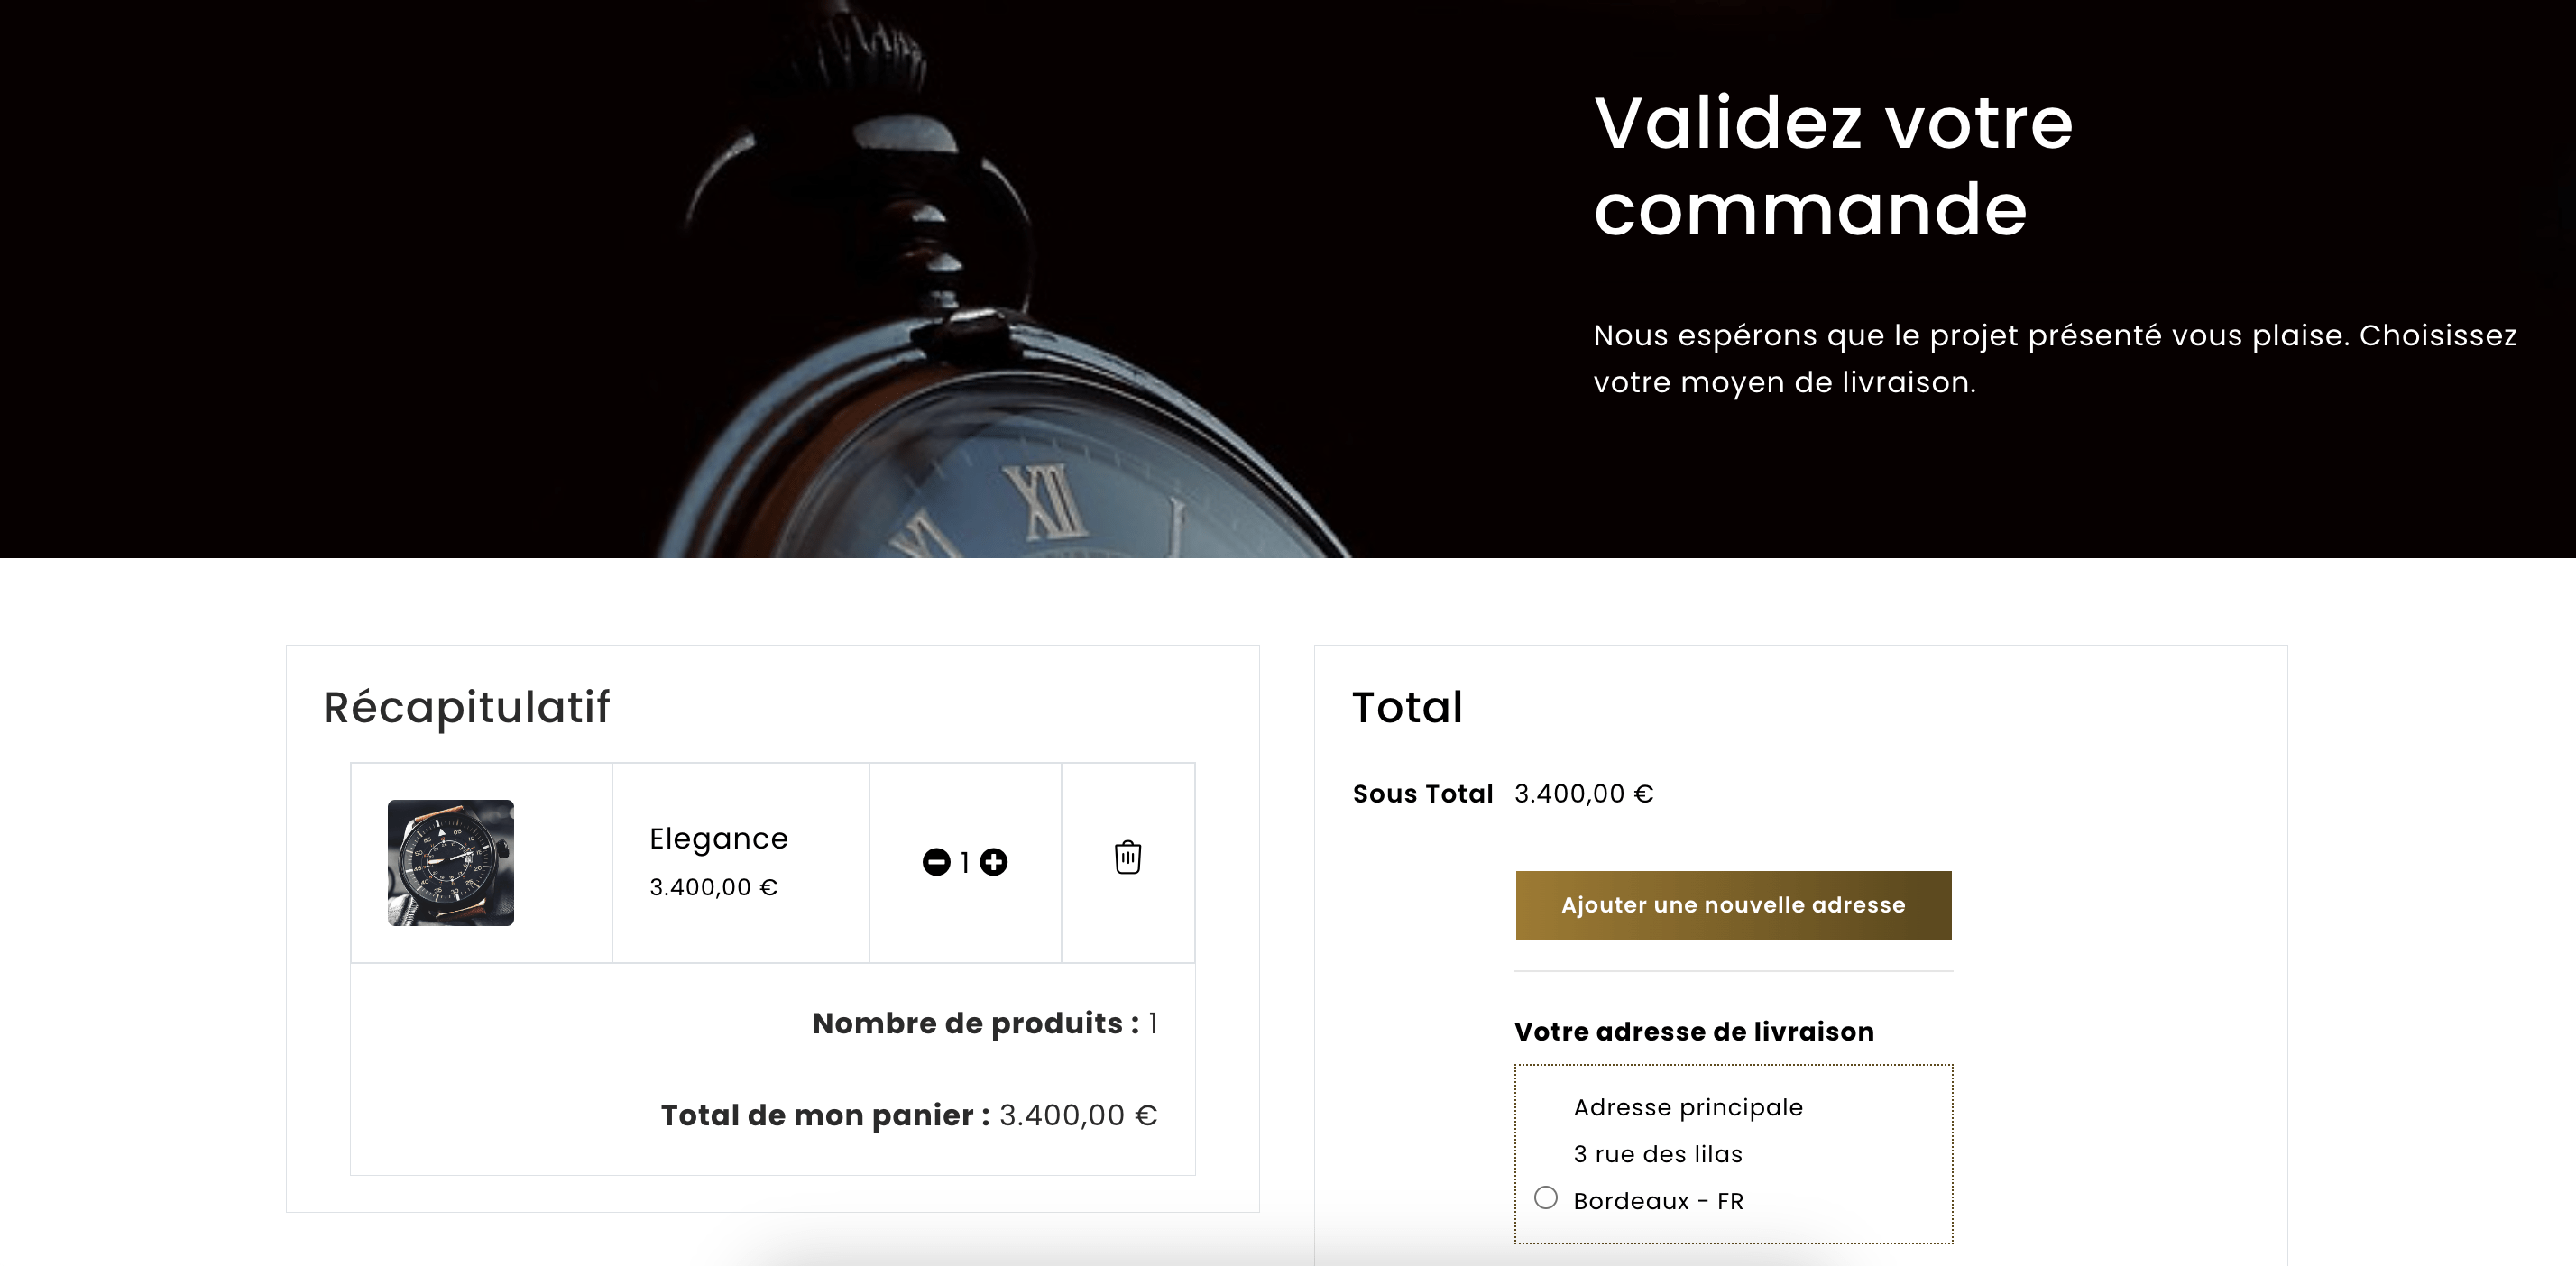 Validez votre
commande
Nous espérons que le projet présenté vous plaise. Choisissez
votre moyen de livraison.
XII
Récapitulatif
Elegance
3.400,00 €
1
Nombre de produits : 1
Total de mon panier : 3.400,00 €
Total
Sous Total 3.400,00 €
Ajouter une nouvelle adresse
Votre adresse de livraison
Adresse principale
3 rue des lilas
Bordeaux - FR